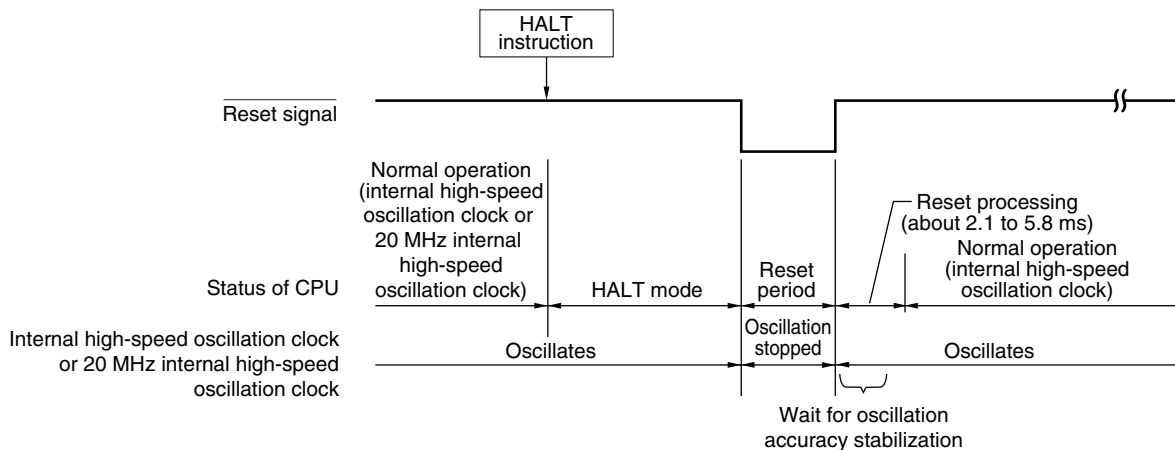 HALT
instruction
Reset signal
Normal operation
(internal high-speed
oscillation clock or
20 MHz internal
high-speed
oscillation clock)
Status of CPU
HALT mode
Reset
period
Reset processing
(about 2.1 to 5.8 ms)
Normal operation
(internal high-speed
oscillation clock)
Internal high-speed oscillation clock
or 20 MHz internal high-speed
oscillation clock
Oscillates
Oscillation
stopped
Oscillates
Wait for oscillation
accuracy stabilization